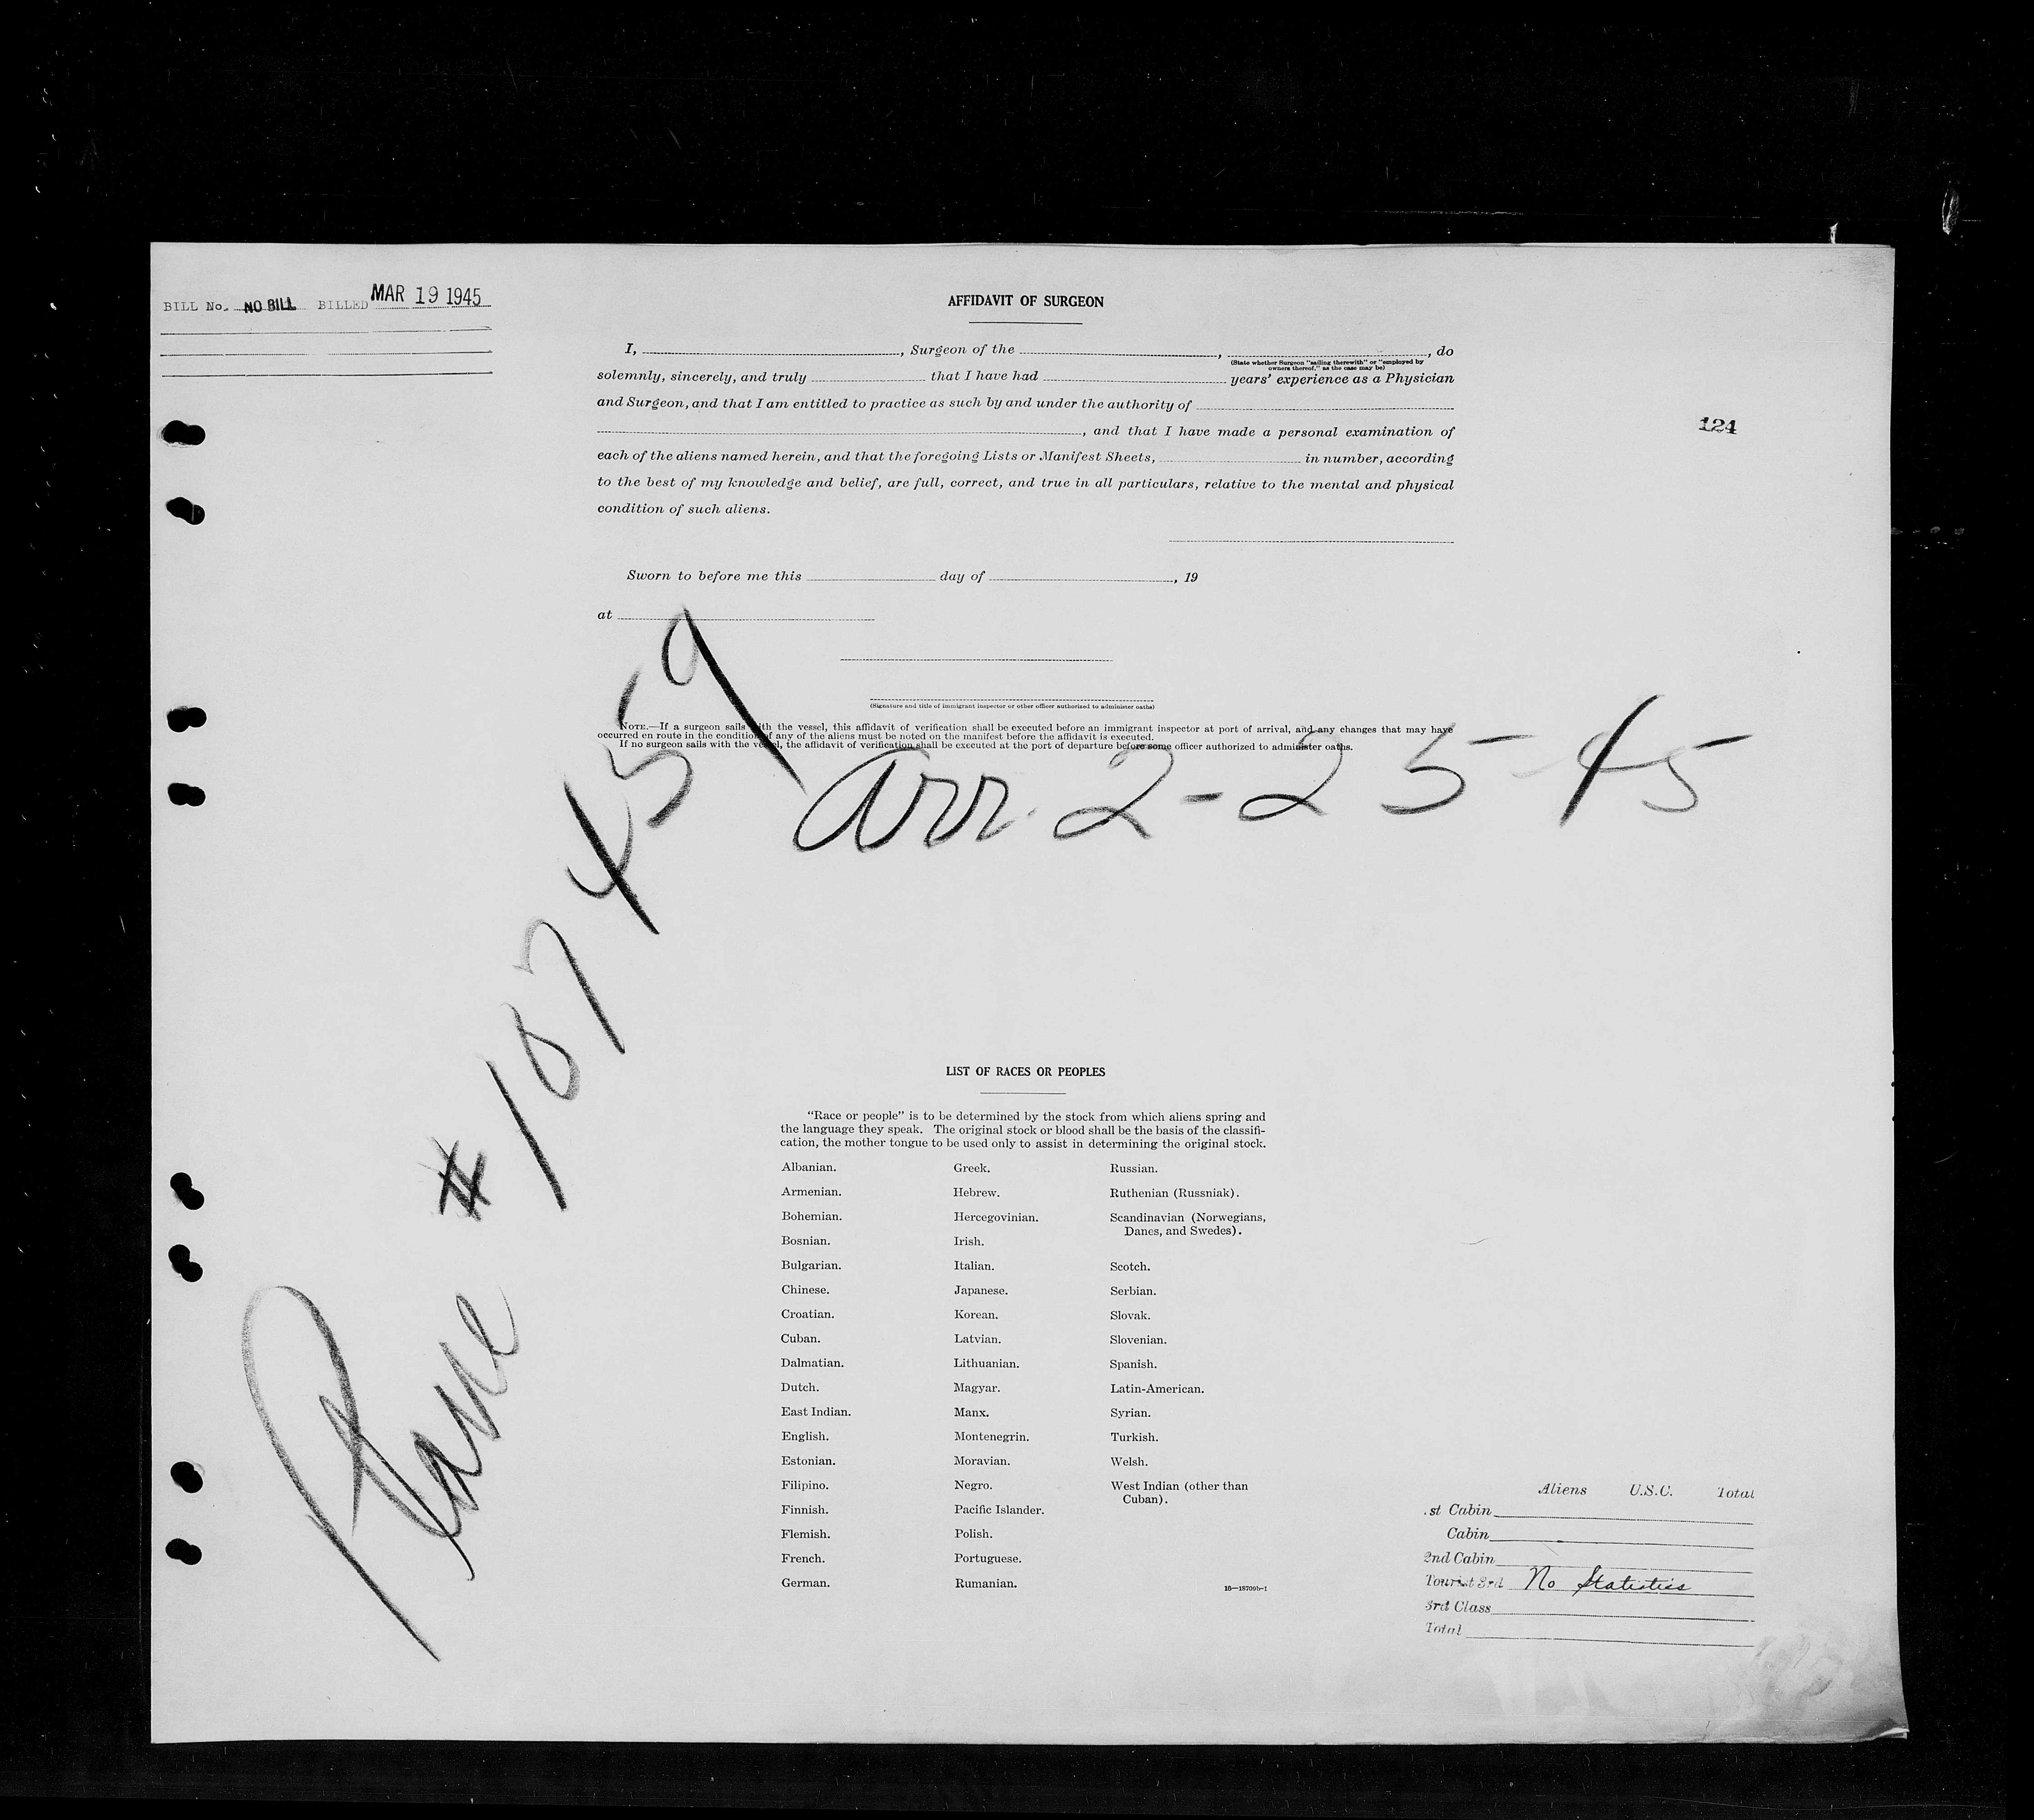 BILL No. NO BILL BILLED MAR 19 1945
AFFIDAVIT OF SURGEON
I, , Surgeon of the , , do
(State whether Surgeon "sailing therewith" or "employed by
owners thereof," as the case may be)
solemnly, sincerely, and truly that I have had years' experience as a Physician
and Surgeon, and that I am entitled to practice as such by and under the authority of
, and that I have made a personal examination of
124
each of the aliens named herein, and that the foregoing Lists or Manifest Sheets, in number, according
to the best of my knowledge and belief, are full, correct, and true in all particulars, relative to the mental and physical
condition of such aliens.
Sworn to before me this day of , 19
at
(Signature and title of immigrant inspector or other officer authorized to administer oaths)
NOTE.—If a surgeon sails with the vessel, this affidavit of verification shall be executed before an immigrant inspector at port of arrival, and any changes that may have
occurred en route in the condition of any of the aliens must be noted on the manifest before the affidavit is executed.
If no surgeon sails with the vessel, the affidavit of verification shall be executed at the port of departure before some officer authorized to administer oaths.
Arr. 2-25-45
Plane # 107459
LIST OF RACES OR PEOPLES
"Race or people" is to be determined by the stock from which aliens spring and
the language they speak. The original stock or blood shall be the basis of the classifi-
cation, the mother tongue to be used only to assist in determining the original stock.
Albanian.
Armenian.
Bohemian.
Bosnian.
Bulgarian.
Chinese.
Croatian.
Cuban.
Dalmatian.
Dutch.
East Indian.
English.
Estonian.
Filipino.
Finnish.
Flemish.
French.
German.
Greek.
Hebrew.
Hercegovinian.
Irish.
Italian.
Japanese.
Korean.
Latvian.
Lithuanian.
Magyar.
Manx.
Montenegrin.
Moravian.
Negro.
Pacific Islander.
Polish.
Portuguese.
Rumanian.
Russian.
Ruthenian (Russniak).
Scandinavian (Norwegians,
Danes, and Swedes).
Scotch.
Serbian.
Slovak.
Slovenian.
Spanish.
Latin-American.
Syrian.
Turkish.
Welsh.
West Indian (other than
Cuban).
16—18700b-1
Aliens U.S.C. Total
.st Cabin
Cabin
2nd Cabin
Tourist 3rd No Statistics
3rd Class
Total